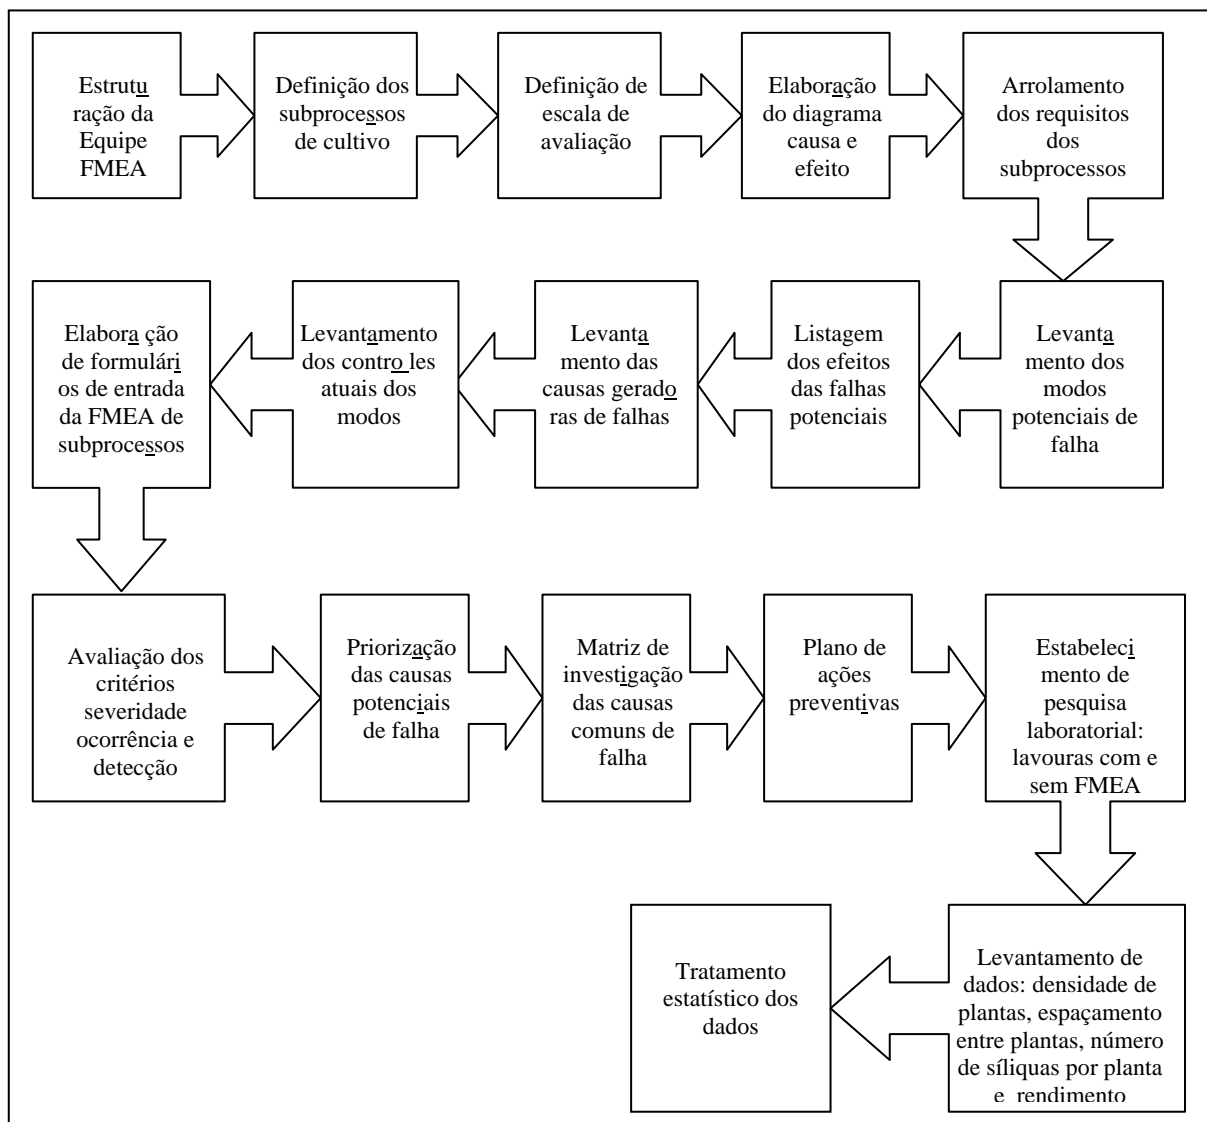 Estrutu
ração da
Equipe
FMEA
Definição dos
subprocessos
de cultivo
Definição de
escala de
avaliação
Elaboração
do diagrama
causa e
efeito
Arrolamento
dos requisitos
dos
subprocessos
Levanta
mento dos
modos
potenciais de
falha
Listagem
dos efeitos
das falhas
potenciais
Levanta
mento das
causas gerado
ras de falhas
Levantamento
dos contro les
atuais dos
modos
Elabora ção
de formulári
os de entrada
da FMEA de
subprocessos
Avaliação dos
critérios
severidade
ocorrência e
detecção
Priorização
das causas
potenciais
de falha
Matriz de
investigação
das causas
comuns de
falha
Plano de
ações
preventivas
Estabeleci
mento de
pesquisa
laboratorial:
lavouras com e
sem FMEA
Levantamento de
dados: densidade de
plantas, espaçamento
entre plantas, número
de síliquas por planta
e rendimento
Tratamento
estatístico dos
dados